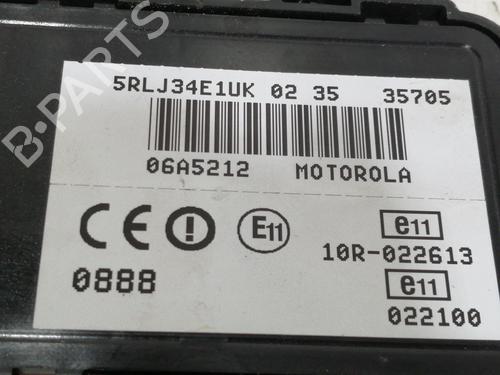 5RLJ34E1UK 02 35 35705
06A5212 MOTOROLA
CE E11 e11
10R-022613
0888 e11
022100
B-PARTS